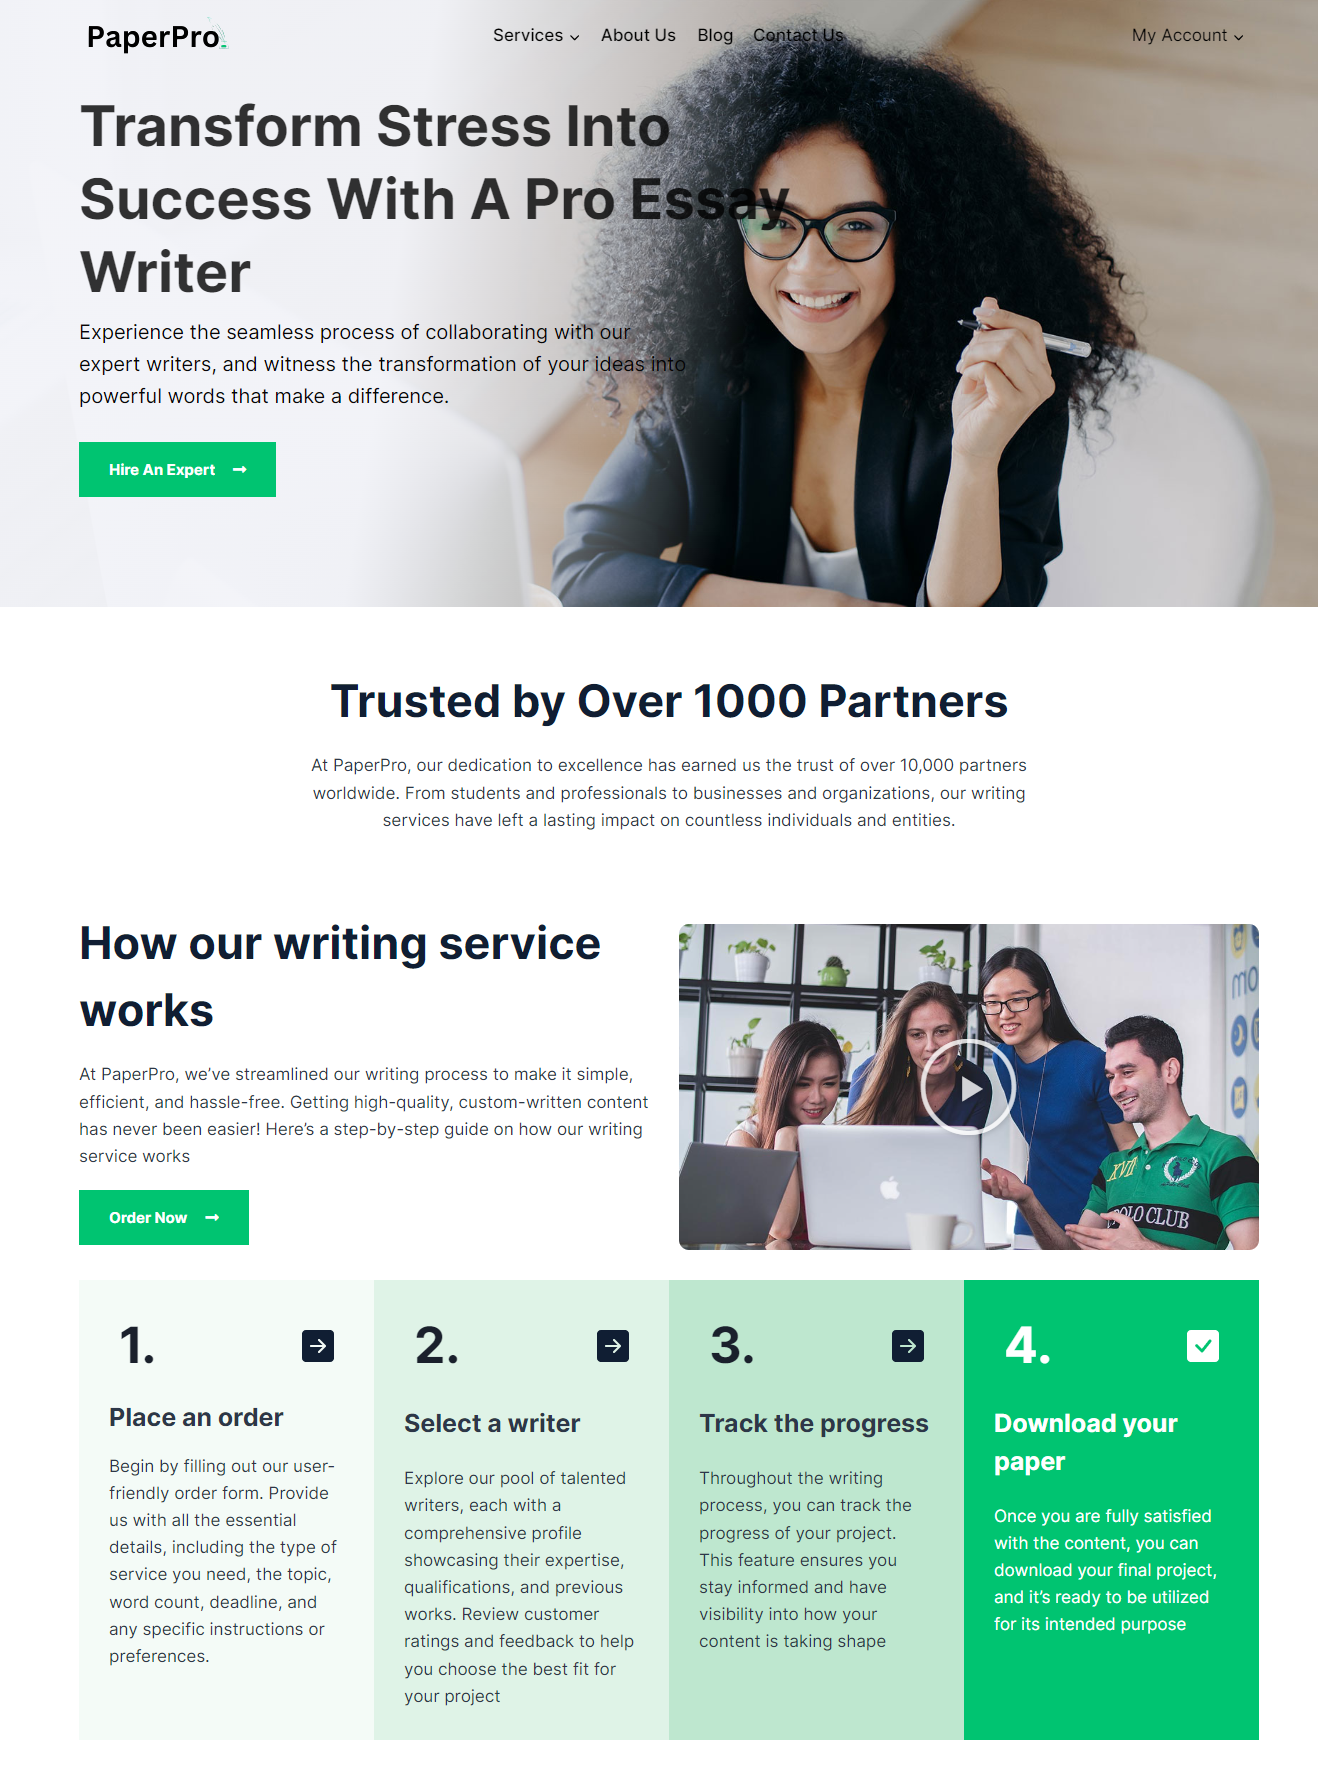 PaperPro
Services
About Us
Blog
Contact Us
My Account
Transform Stress Into
Success With A Pro Essay
Writer
Experience the seamless process of collaborating with our
expert writers, and witness the transformation of your ideas into
powerful words that make a difference.
Hire An Expert
Trusted by Over 1000 Partners
At PaperPro, our dedication to excellence has earned us the trust of over 10,000 partners
worldwide. From students and professionals to businesses and organizations, our writing
services have left a lasting impact on countless individuals and entities.
How our writing service
works
At PaperPro, we’ve streamlined our writing process to make it simple,
efficient, and hassle-free. Getting high-quality, custom-written content
has never been easier! Here’s a step-by-step guide on how our writing
service works
Order Now
MO
XVII
POLO CLUB
1.
Place an order
Begin by filling out our user-
friendly order form. Provide
us with all the essential
details, including the type of
service you need, the topic,
word count, deadline, and
any specific instructions or
preferences.
2.
Select a writer
Explore our pool of talented
writers, each with a
comprehensive profile
showcasing their expertise,
qualifications, and previous
works. Review customer
ratings and feedback to help
you choose the best fit for
your project
3.
Track the progress
Throughout the writing
process, you can track the
progress of your project.
This feature ensures you
stay informed and have
visibility into how your
content is taking shape
4.
Download your
paper
Once you are fully satisfied
with the content, you can
download your final project,
and it’s ready to be utilized
for its intended purpose